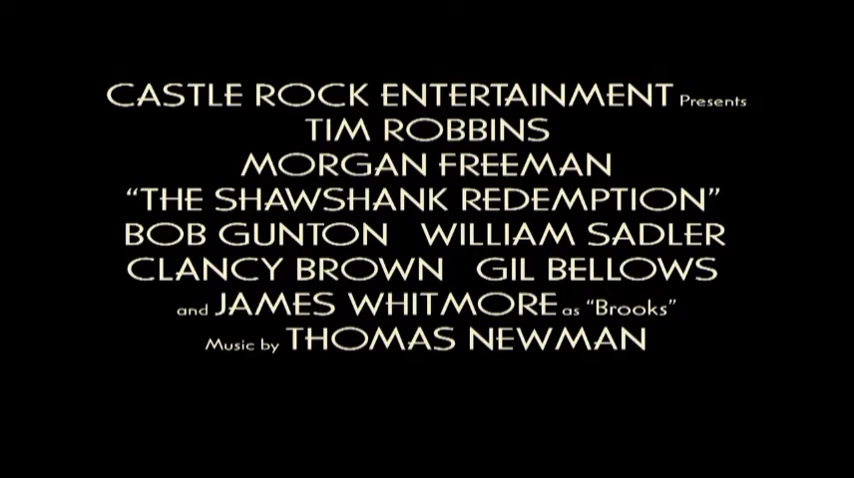 CASTLE ROCK ENTERTAINMENT Presents
TIM ROBBINS
MORGAN FREEMAN
“THE SHAWSHANK REDEMPTION”
BOB GUNTON WILLIAM SADLER
CLANCY BROWN GIL BELLOWS
and JAMES WHITMORE as “Brooks”
Music by THOMAS NEWMAN